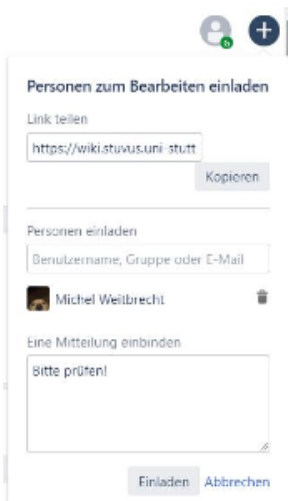 S
Personen zum Bearbeiten einladen
Link teilen
https://wiki.stuvus.uni-stutt
Kopieren
Personen einladen
Benutzername, Gruppe oder E-Mail
Michel Weitbrecht
Eine Mitteilung einbinden
Bitte prüfen!
Einladen Abbrechen